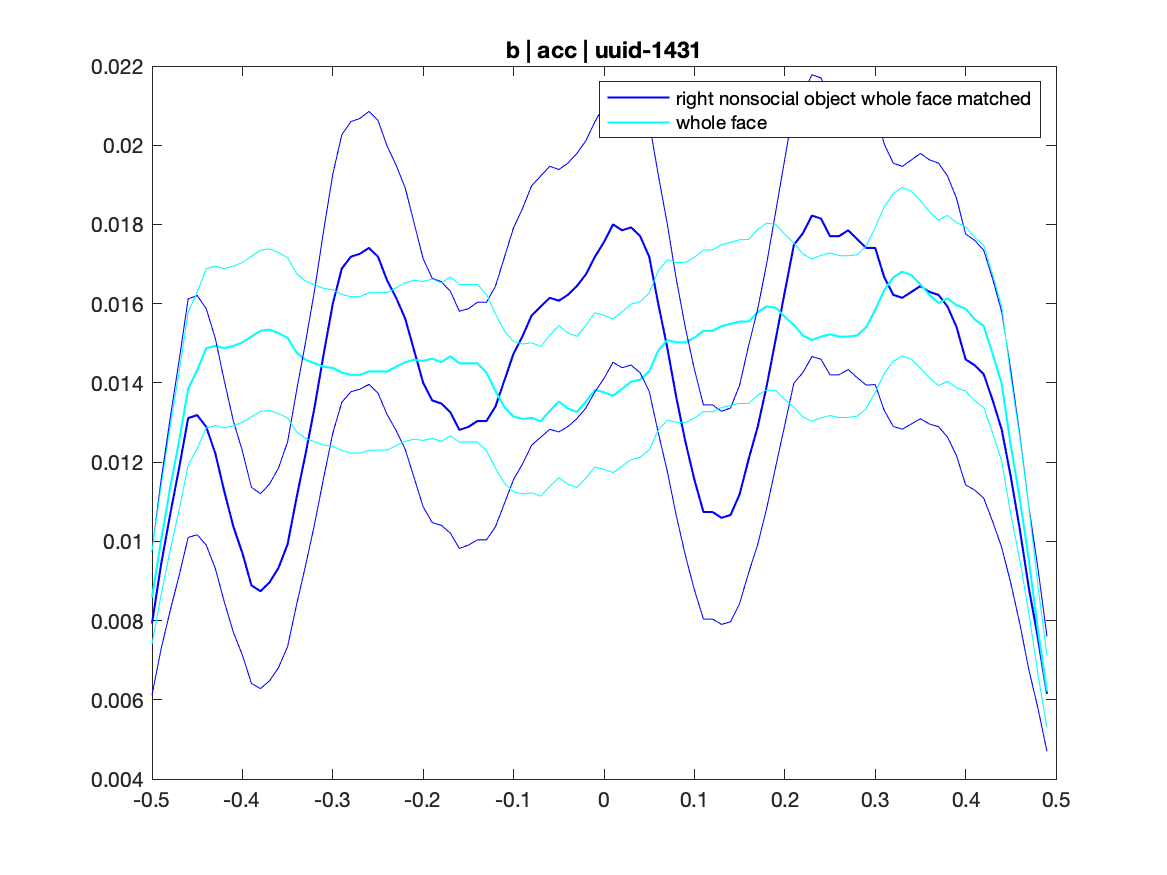 b | acc | uuid-1431
right nonsocial object whole face matched
whole face
0.022
0.02
0.018
0.016
0.014
0.012
0.01
0.008
0.006
0.004
-0.5 -0.4 -0.3 -0.2 -0.1 0 0.1 0.2 0.3 0.4 0.5